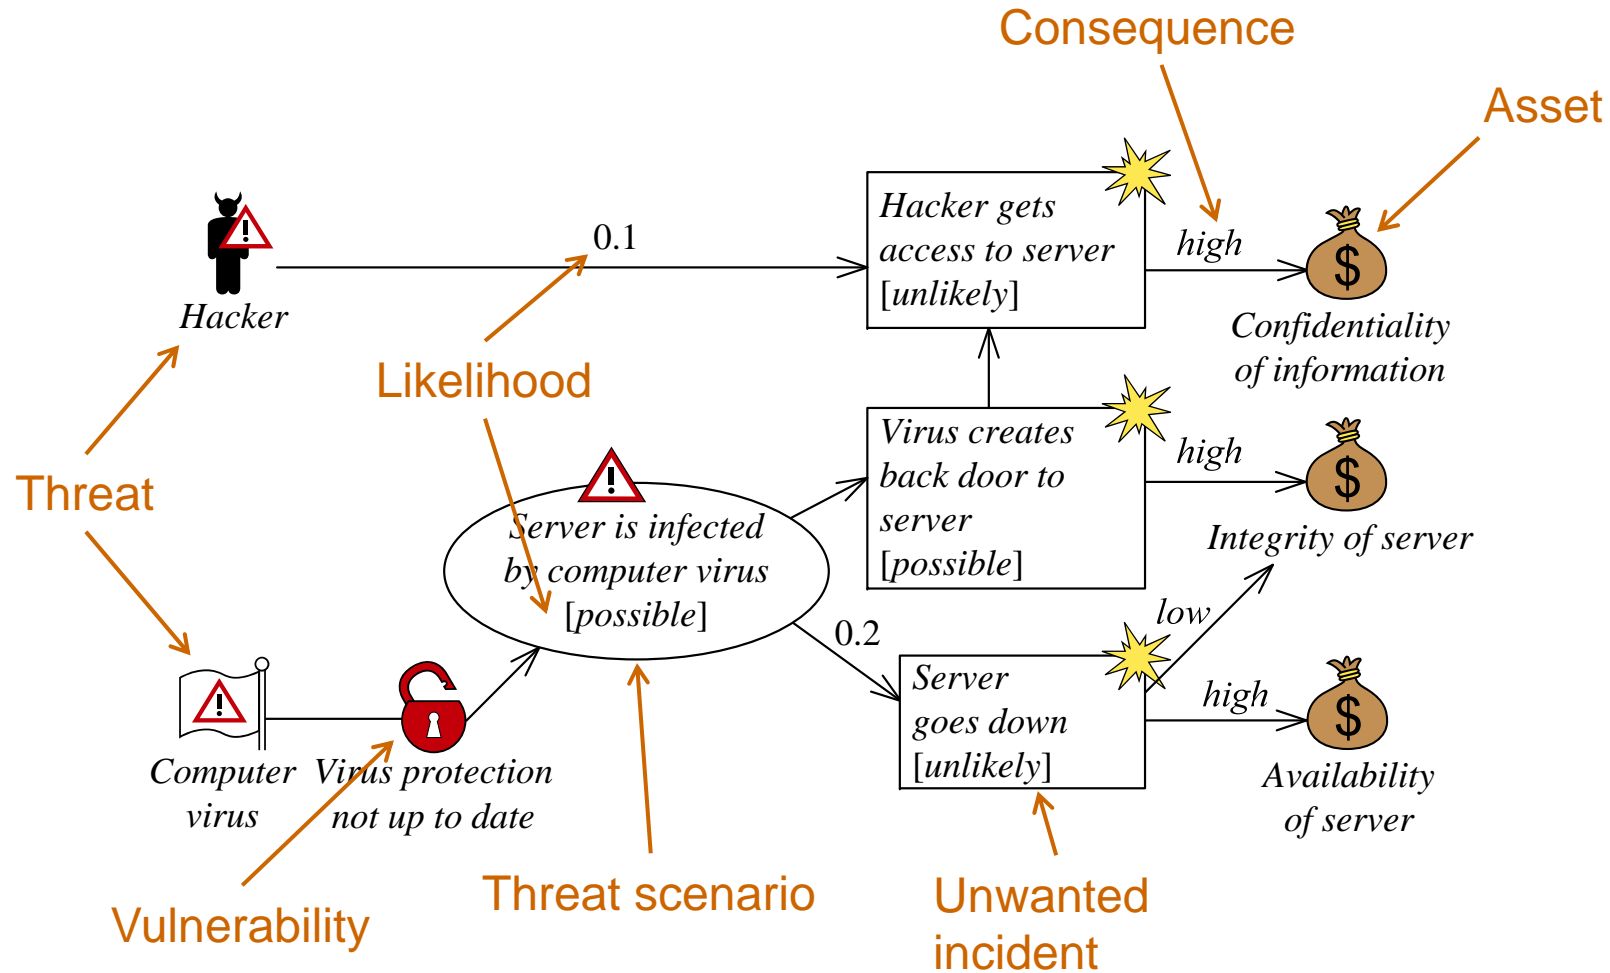 Consequence
Asset
Hacker gets
access to server
[unlikely]
high
0.1
Hacker
$
Confidentiality
of information
Likelihood
Threat
Virus creates
back door to
server
[possible]
high
$
Integrity of server
Server is infected
by computer virus
[possible]
low
0.2
Server
goes down
[unlikely]
high
$
Availability
of server
Computer
virus
Virus protection
not up to date
Threat scenario
Unwanted
incident
Vulnerability